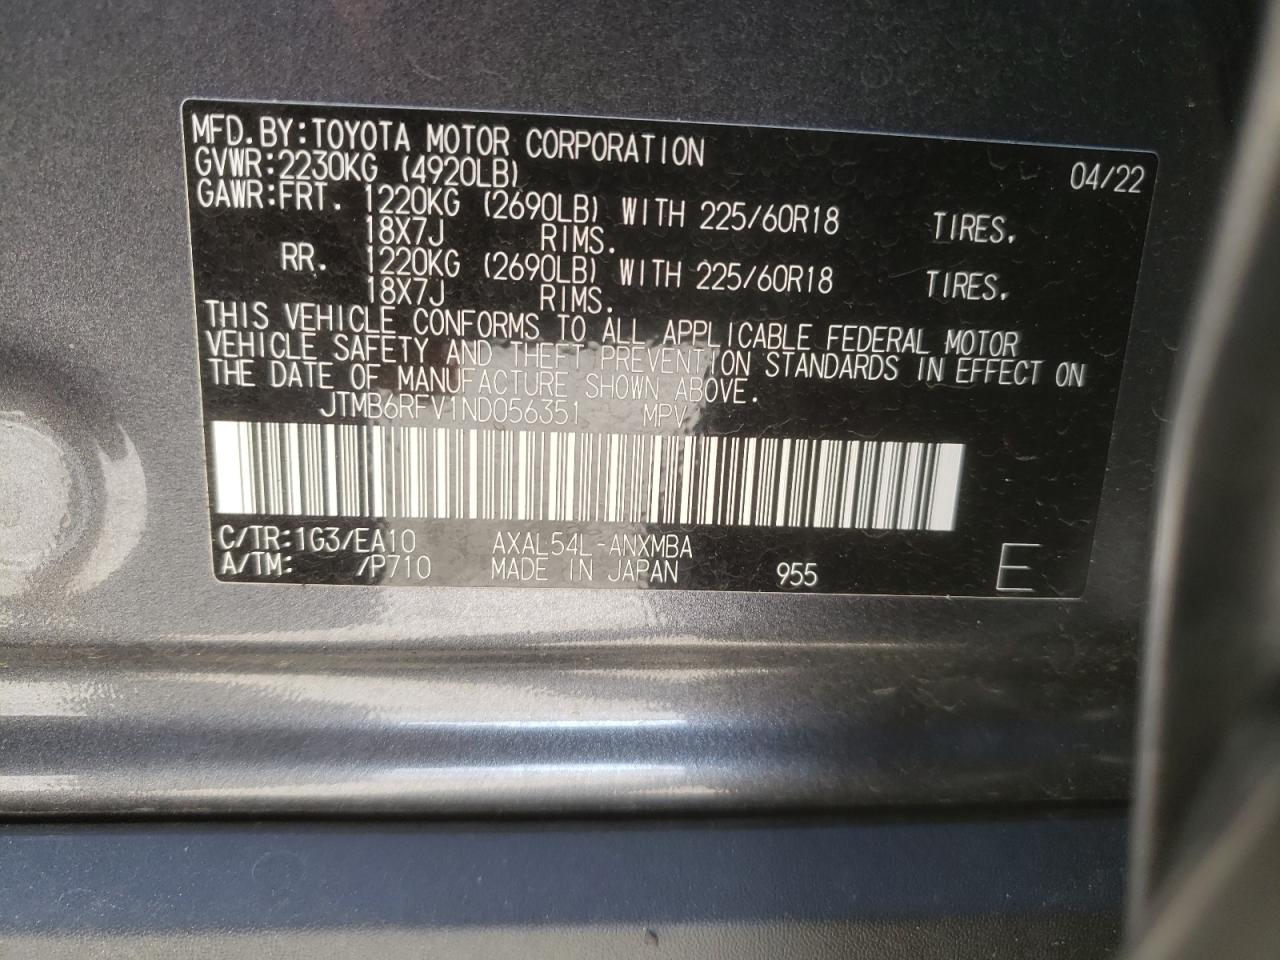 MFD. BY: TOYOTA MOTOR CORPORATION 04/22
GVWR: 2230KG (4920LB)
GAWR: FRT. 1220KG (2690LB) WITH 225/60R18 TIRES.
18X7J RIMS.
RR. 1220KG (2690LB) WITH 225/60R18 TIRES.
18X7J RIMS.
THIS VEHICLE CONFORMS TO ALL APPLICABLE FEDERAL MOTOR
VEHICLE SAFETY AND THEFT PREVENTION STANDARDS IN EFFECT ON
THE DATE OF MANUFACTURE SHOWN ABOVE.
JTMB6RFV1ND056351 MPV
C/TR: 1G3/EA10 AXAL54L-ANXMBA
A/TM: /P710 MADE IN JAPAN 955 E